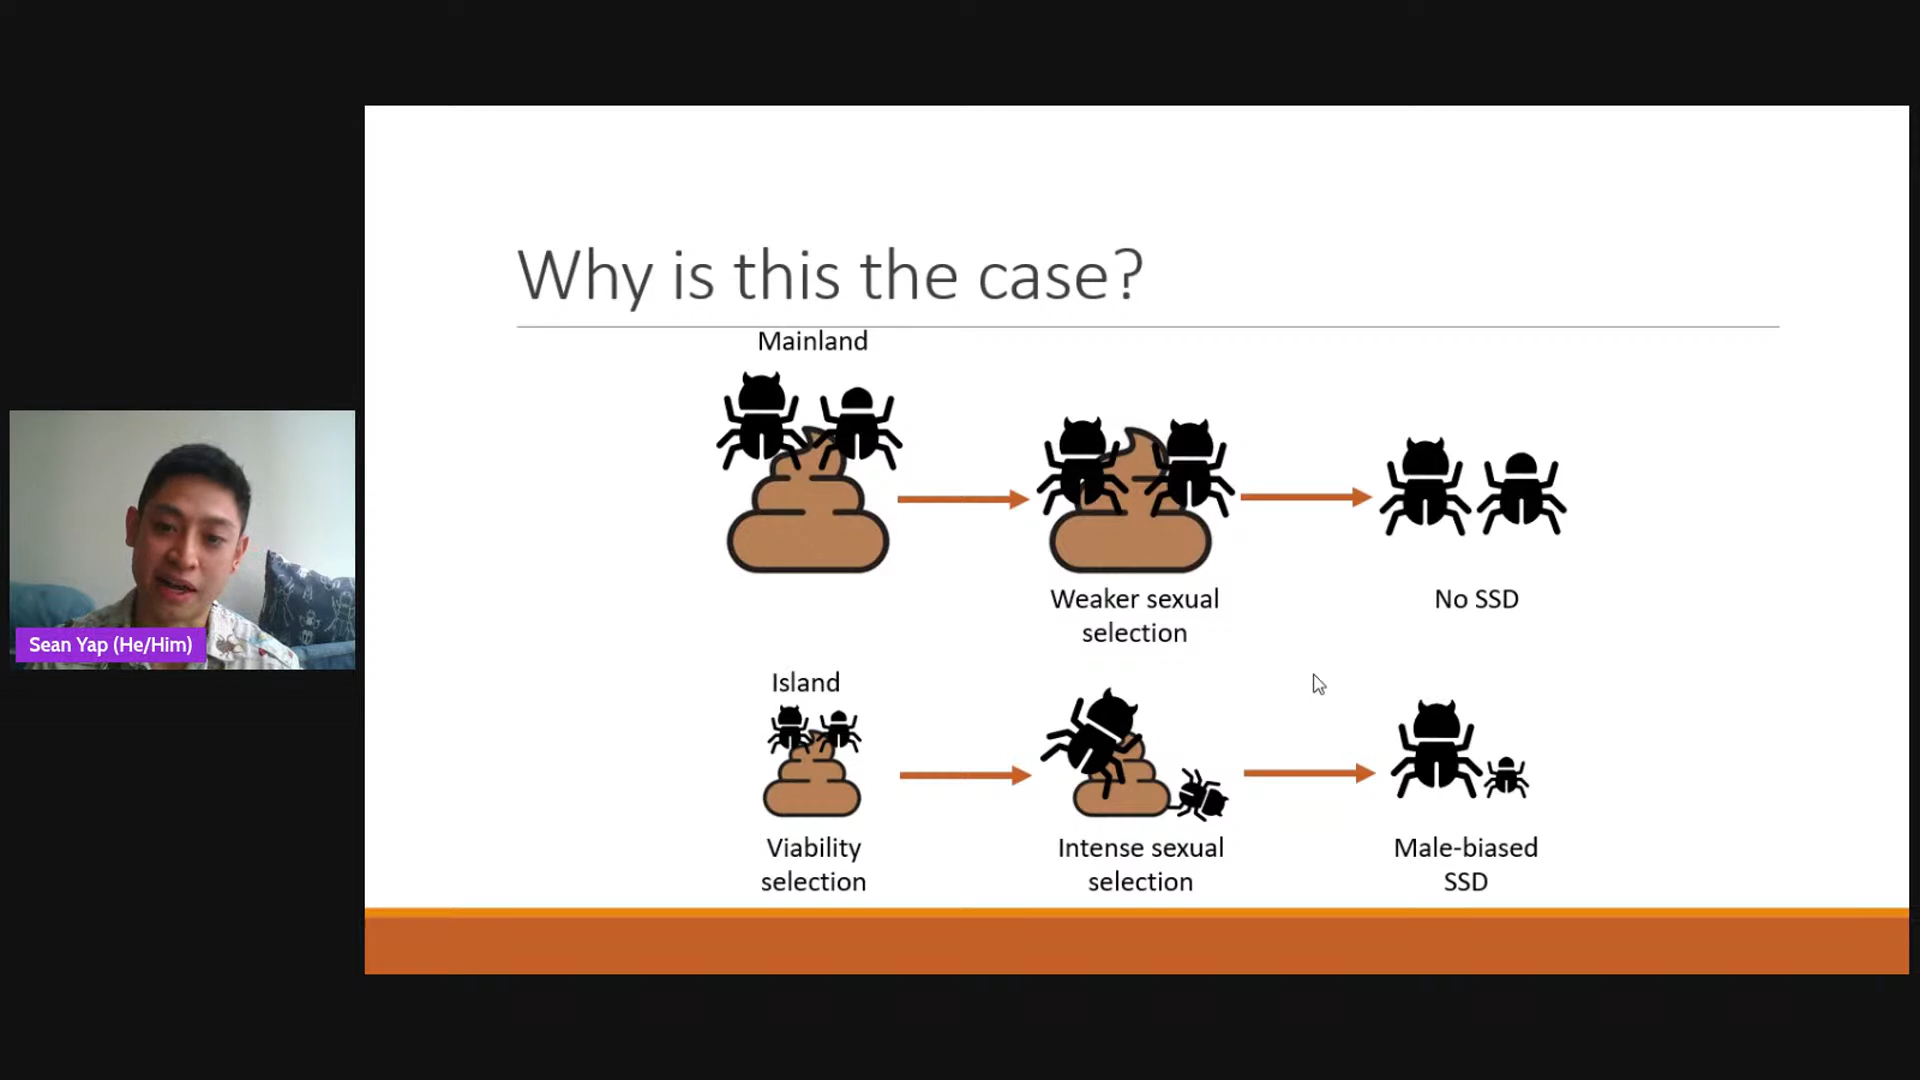 Why is this the case?
Mainland
Weaker sexual
selection
No SSD
Sean Yap (He/Him)
Island
Viability
selection
Intense sexual
selection
Male-biased
SSD